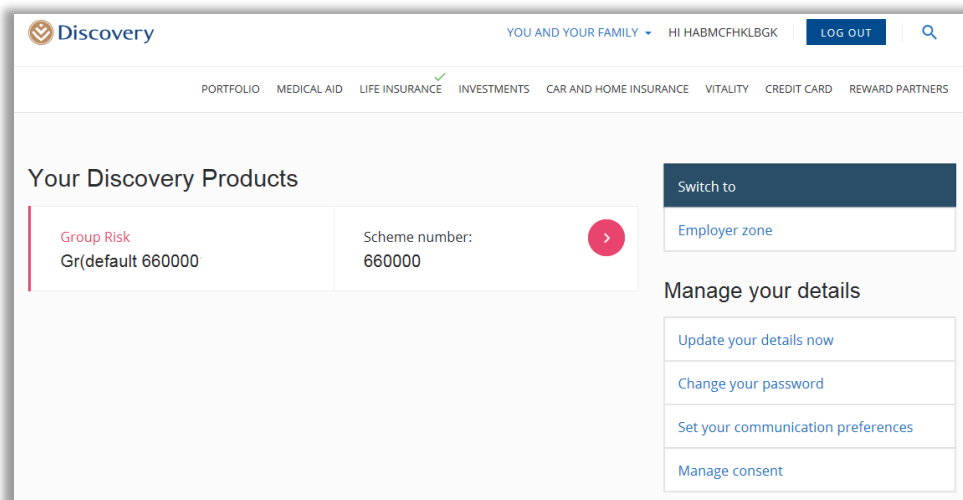 Discovery
YOU AND YOUR FAMILY HI HABMCFHKLBGK LOG OUT
PORTFOLIO MEDICAL AID LIFE INSURANCE INVESTMENTS CAR AND HOME INSURANCE VITALITY CREDIT CARD REWARD PARTNERS
Your Discovery Products
Group Risk
Gr(default 660000
Scheme number:
660000
Switch to
Employer zone
Manage your details
Update your details now
Change your password
Set your communication preferences
Manage consent